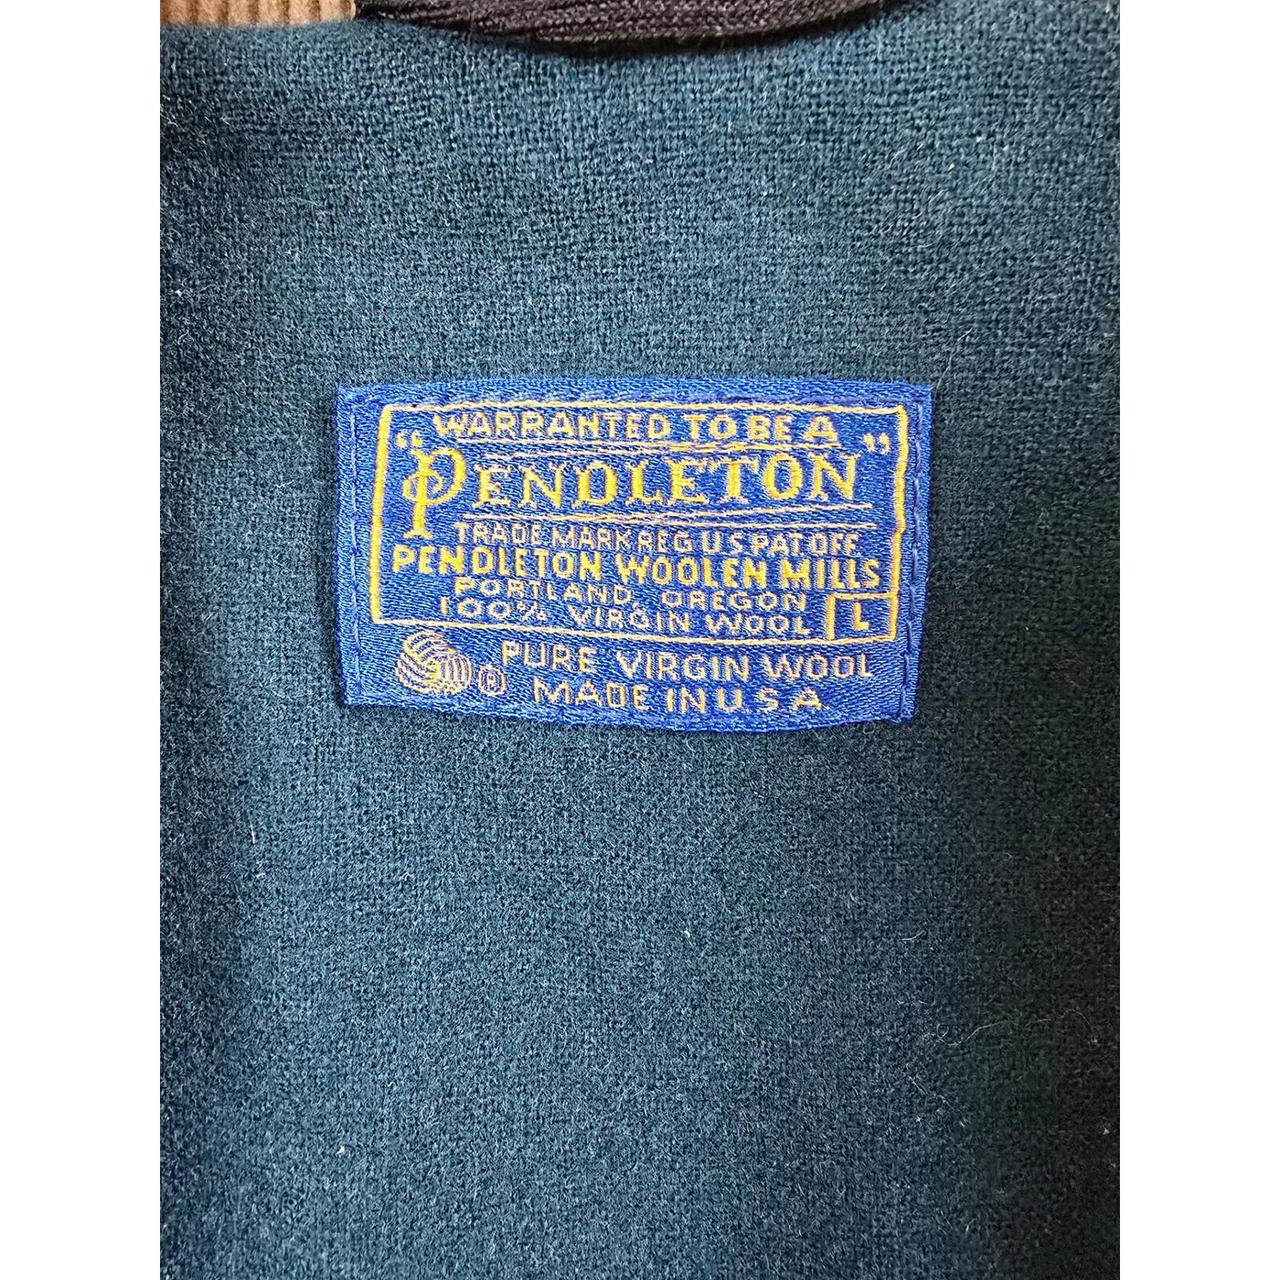 WARRANTED TO BE A
"PENDLETON"
TRADE MARK REG U.S. PAT. OFF.
PENDLETON WOOLEN MILLS
PORTLAND, OREGON
100% VIRGIN WOOL L
® PURE VIRGIN WOOL
MADE IN U.S.A.